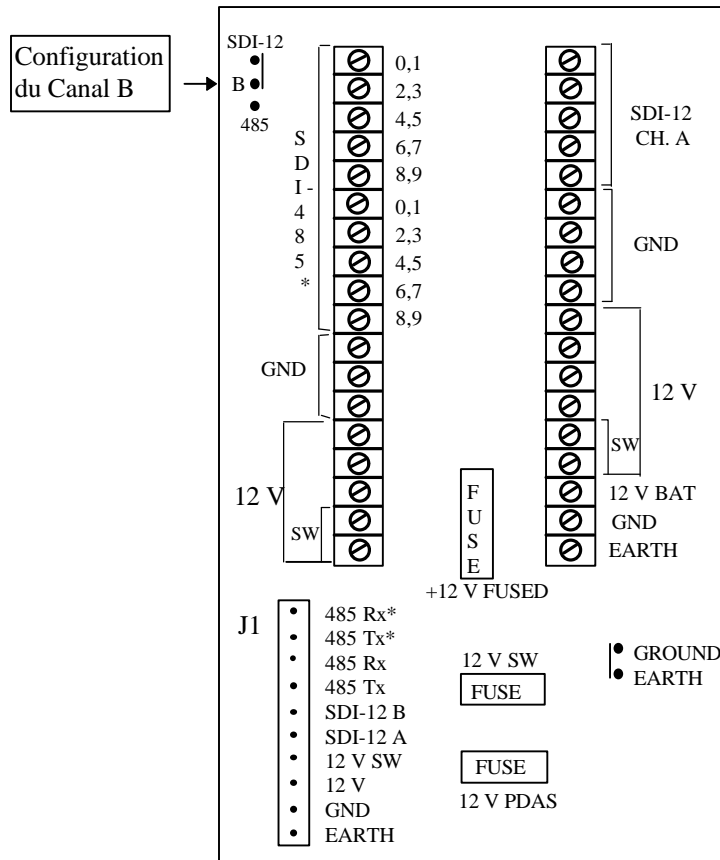 Configuration
du Canal B
SDI-12
B
485
S
D
I-
4
8
5
*
0,1
2,3
4,5
6,7
8,9
0,1
2,3
4,5
6,7
8,9
GND
12 V
SW
SDI-12
CH. A
GND
12 V
SW
12 V BAT
GND
EARTH
F
U
S
E
+12 V FUSED
J1
485 Rx*
485 Tx*
485 Rx
485 Tx
SDI-12 B
SDI-12 A
12 V SW
12 V
GND
EARTH
12 V SW
FUSE
FUSE
12 V PDAS
GROUND
EARTH